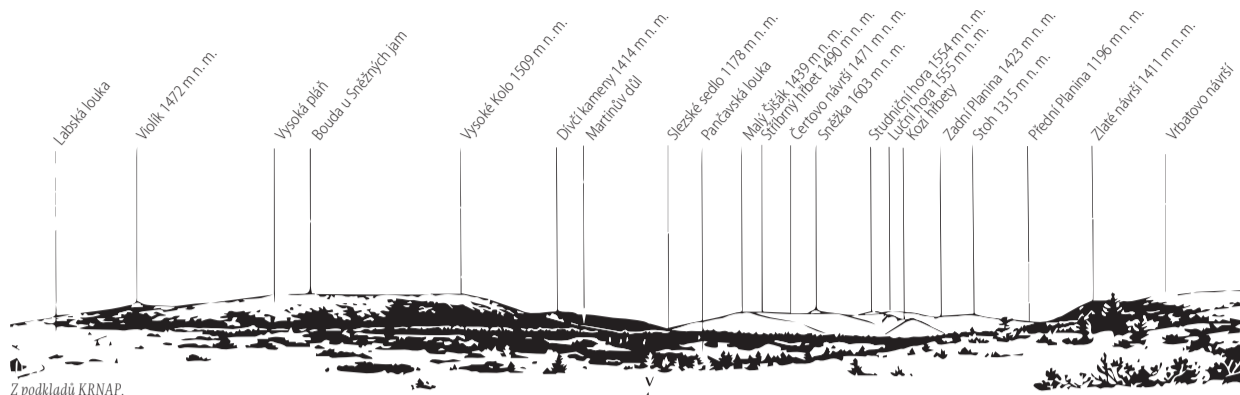 Labská louka
Violík 1472 m n. m.
Vysoká pláň
Bouda u Sněžných jam
Vysoké Kolo 1509 m n. m.
Dívčí kameny 1414 m n. m.
Martinův důl
Slezské sedlo 1178 m n. m.
Pančavská louka
Malý Šišák 1439 m n. m.
Stříbrný hřbet 1490 m n. m.
Čertovo návrší 1471 m n. m.
Sněžka 1603 m n. m.
Studniční hora 1554 m n. m.
Luční hora 1555 m n. m.
Kozí hřbety
Zadní Planina 1423 m n. m.
Stoh 1315 m n. m.
Přední Planina 1196 m n. m.
Zlaté návrší 1411 m n. m.
Vrbatovo návrší
V
Z podkladů KRNAP.